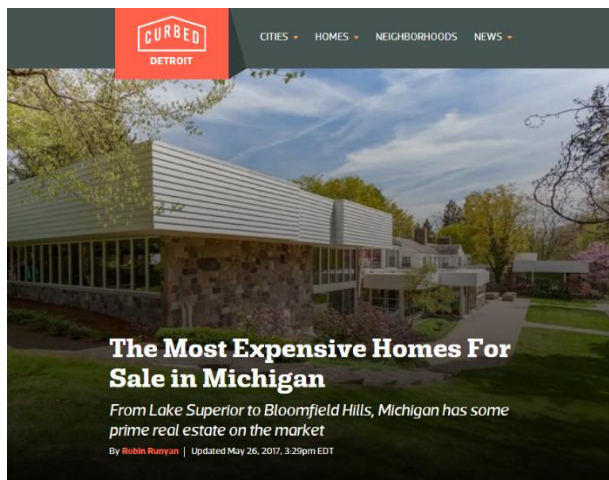 CURBED
DETROIT
CITIES HOMES NEIGHBORHOODS NEWS
The Most Expensive Homes For
Sale in Michigan
From Lake Superior to Bloomfield Hills, Michigan has some
prime real estate on the market
By Robin Runyan | Updated May 26, 2017, 3:29pm EDT